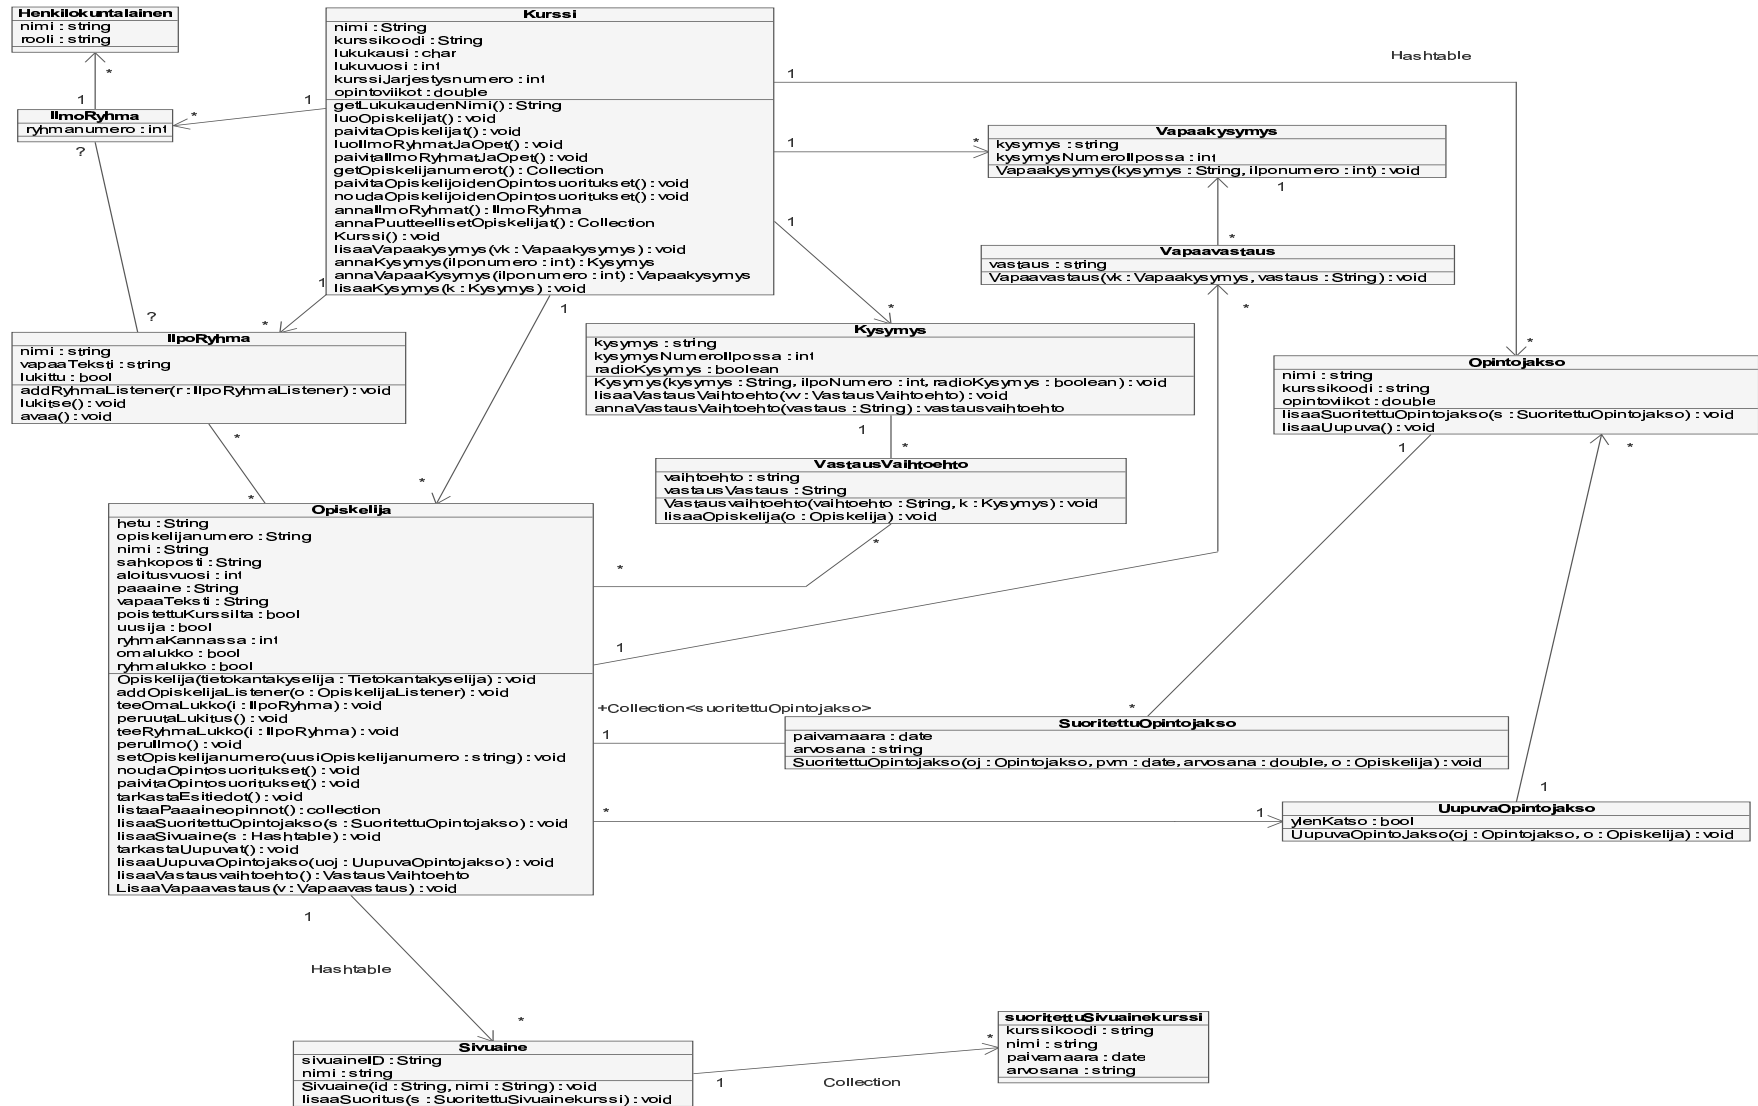 Henkilokuntalainen
nimi : string
rooli : string
*
1
IlmoRyhma
ryhmanumero : int
?
*
1
Kurssi
nimi : String
kurssikoodi : String
lukukausi : char
lukuvuosi : int
kurssiJarjestysnumero : int
opintoviikot : double
getLukukaudenNimi() : String
luoOpiskelijat() : void
paivitaOpiskelijat() : void
luoIlmoRyhmatJaOpet() : void
paivitaIlmoRyhmatJaOpet() : void
getOpiskelijanumerot() : Collection
paivitaOpiskelijoidenOpintosuoritukset() : void
noudaOpiskelijoidenOpintosuoritukset() : void
annaIlmoRyhmat() : IlmoRyhma
annaPuutteellisetOpiskelijat() : Collection
Kurssi() : void
lisaaVapaakysymys(vk : Vapaakysymys) : void
annaKysymys(ilponumero : int) : Kysymys
annaVapaaKysymys(ilponumero : int) : Vapaakysymys
lisaaKysymys(k : Kysymys) : void
1
Hashtable
*
1
*
Vapaakysymys
kysymys : string
kysymysNumeroIlpossa : int
Vapaakysymys(kysymys : String, ilponumero : int) : void
1
*
Vapaavastaus
vastaus : string
Vapaavastaus(vk : Vapaakysymys, vastaus : String) : void
*
1
*
1
*
1
*
?
IlpoRyhma
nimi : string
vapaaTeksti : string
lukittu : bool
addRyhmaListener(r : IlpoRyhmaListener) : void
lukitse() : void
avaa() : void
*
*
Kysymys
kysymys : string
kysymysNumeroIlpossa : int
radioKysymys : boolean
Kysymys(kysymys : String, ilpoNumero : int, radioKysymys : boolean) : void
lisaaVastausVaihtoehto(vv : VastausVaihtoehto) : void
annaVastausVaihtoehto(vastaus : String) : vastausvaihtoehto
1
*
VastausVaihtoehto
vaihtoehto : string
vastausVastaus : String
Vastausvaihtoehto(vaihtoehto : String, k : Kysymys) : void
lisaaOpiskelija(o : Opiskelija) : void
*
*
Opintojakso
nimi : string
kurssikoodi : string
opintoviikot : double
lisaaSuoritettuOpintojakso(s : SuoritettuOpintojakso) : void
lisaaUupuva() : void
1
*
Opiskelija
hetu : String
opiskelijanumero : String
nimi : String
sahkoposti : String
aloitusvuosi : int
paaaine : String
vapaaTeksti : String
poistettuKurssilta : bool
uusija : bool
ryhmaKannassa : int
omalukko : bool
ryhmalukko : bool
Opiskelija(tietokantakyselija : Tietokantakyselija) : void
addOpiskelijaListener(o : OpiskelijaListener) : void
teeOmaLukko(i : IlpoRyhma) : void
peruutaLukitus() : void
teeRyhmaLukko(i : IlpoRyhma) : void
peruIlmo() : void
setOpiskelijanumero(uusiOpiskelijanumero : string) : void
noudaOpintosuoritukset() : void
paivitaOpintosuoritukset() : void
tarkastaEsitiedot() : void
listaaPaaaineopinnot() : collection
lisaaSuoritettuOpintojakso(s : SuoritettuOpintojakso) : void
lisaaSivuaine(s : Hashtable) : void
tarkastaUupuvat() : void
lisaaUupuvaOpintojakso(uoj : UupuvaOpintojakso) : void
lisaaVastausvaihtoehto() : VastausVaihtoehto
LisaaVapaavastaus(v : Vapaavastaus) : void
1
+Collection<suoritettuOpintojakso>
1
*
SuoritettuOpintojakso
paivamaara : date
arvosana : string
SuoritettuOpintojakso(oj : Opintojakso, pvm : date, arvosana : double, o : Opiskelija) : void
*
1
1
UupuvaOpintojakso
ylenKatso : bool
UupuvaOpintoJakso(oj : Opintojakso, o : Opiskelija) : void
1
Hashtable
*
Sivuaine
sivuaineID : String
nimi : string
Sivuaine(id : String, nimi : String) : void
lisaaSuoritus(s : SuoritettuSivuainekurssi) : void
1
Collection
*
suoritettuSivuainekurssi
kurssikoodi : string
nimi : string
paivamaara : date
arvosana : string